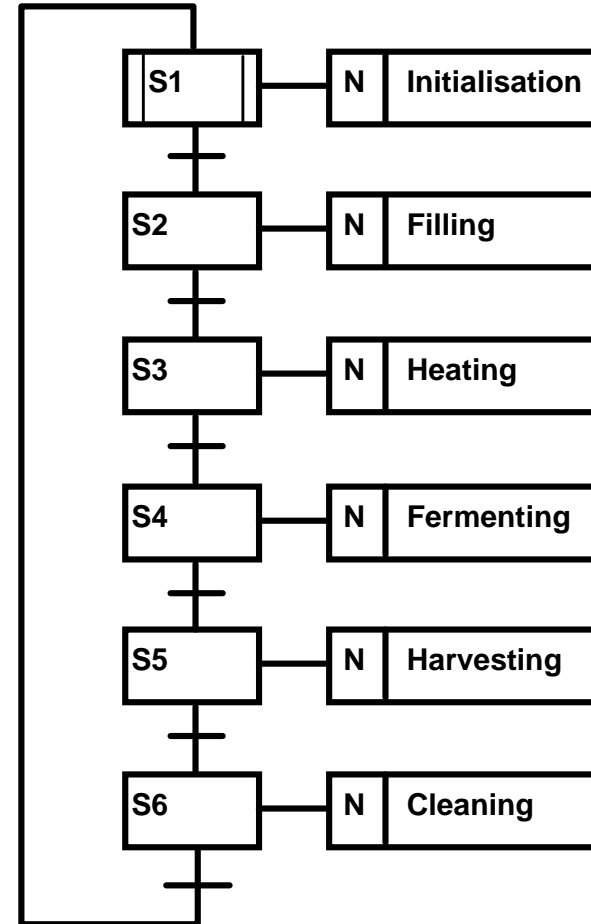 S1 N Initialisation
S2 N Filling
S3 N Heating
S4 N Fermenting
S5 N Harvesting
S6 N Cleaning